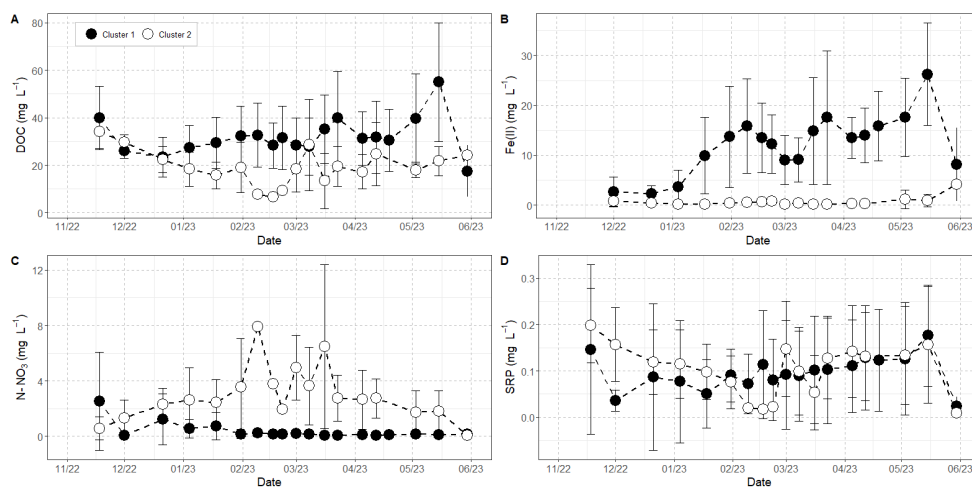 A
80
60
40
20
0
DOC (mg L⁻¹)
Cluster 1 Cluster 2
11/22 12/22 01/23 02/23 03/23 04/23 05/23 06/23
Date
B
30
20
10
0
Fe(II) (mg L⁻¹)
11/22 12/22 01/23 02/23 03/23 04/23 05/23 06/23
Date
C
12
8
4
0
N- NO₃ (mg L⁻¹)
11/22 12/22 01/23 02/23 03/23 04/23 05/23 06/23
Date
D
0.3
0.2
0.1
0.0
SRP (mg L⁻¹)
11/22 12/22 01/23 02/23 03/23 04/23 05/23 06/23
Date